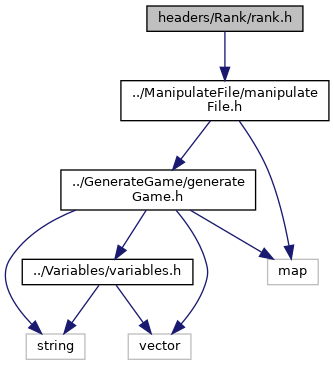 headers/Rank/rank.h
../ManipulateFile/manipulate
File.h
../GenerateGame/generate
Game.h
../Variables/variables.h
map
string
vector